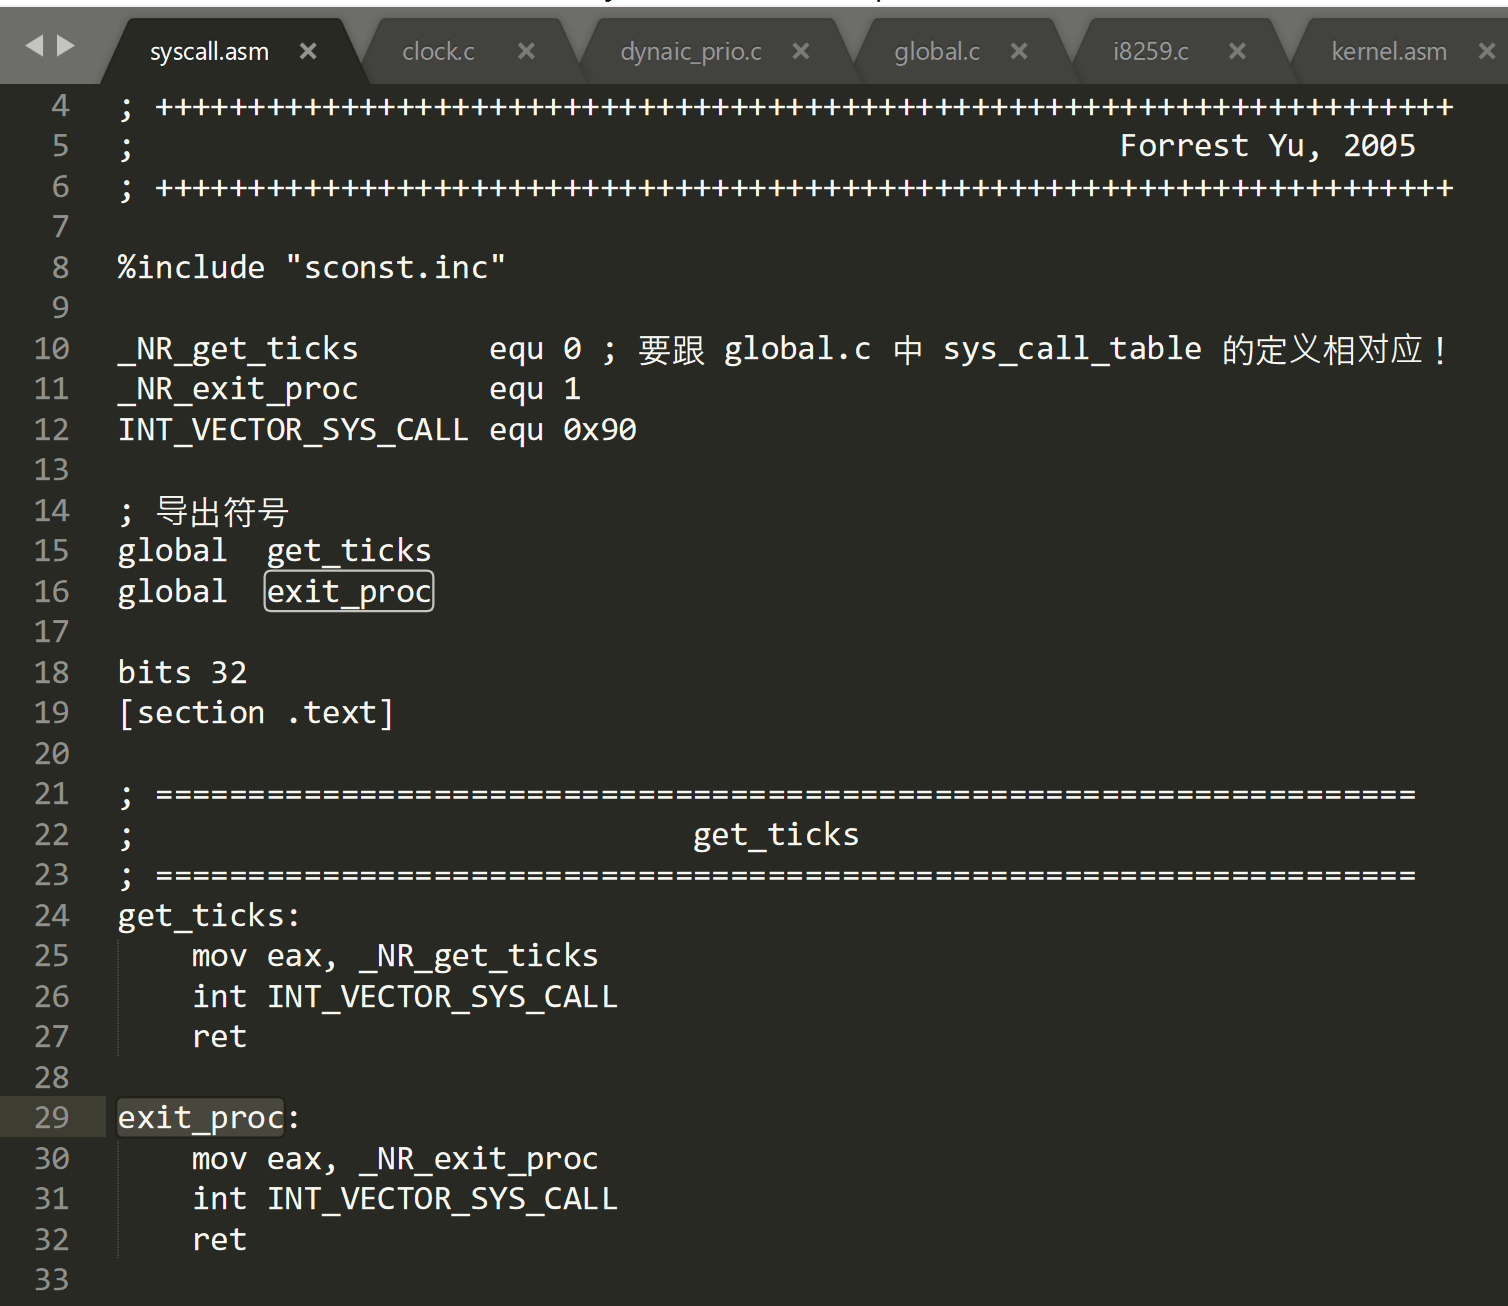 syscall.asm × clock.c × dynaic_prio.c × global.c × i8259.c × kernel.asm ×
4 ; ++++++++++++++++++++++++++++++++++++++++++++++++++++++++++++++++++++++
5 ; Forrest Yu, 2005
6 ; ++++++++++++++++++++++++++++++++++++++++++++++++++++++++++++++++++++++
7
8 %include "sconst.inc"
9
10 _NR_get_ticks       equ 0 ; 要跟 global.c 中 sys_call_table 的定义相对应！
11 _NR_exit_proc       equ 1
12 INT_VECTOR_SYS_CALL equ 0x90
13
14 ; 导出符号
15 global  get_ticks
16 global  exit_proc
17
18 bits 32
19 [section .text]
20
21 ; ====================================================================
22 ;                              get_ticks
23 ; ====================================================================
24 get_ticks:
25     mov eax, _NR_get_ticks
26     int INT_VECTOR_SYS_CALL
27     ret
28
29 exit_proc:
30     mov eax, _NR_exit_proc
31     int INT_VECTOR_SYS_CALL
32     ret
33